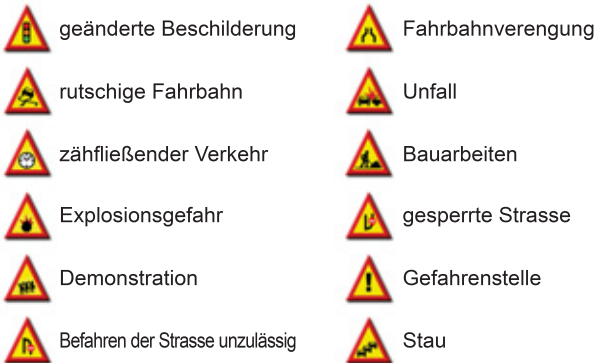 geänderte Beschilderung
rutschige Fahrbahn
zähfließender Verkehr
Explosionsgefahr
Demonstration
Befahren der Strasse unzulässig
Fahrbahnverengung
Unfall
Bauarbeiten
gesperrte Strasse
Gefahrenstelle
Stau